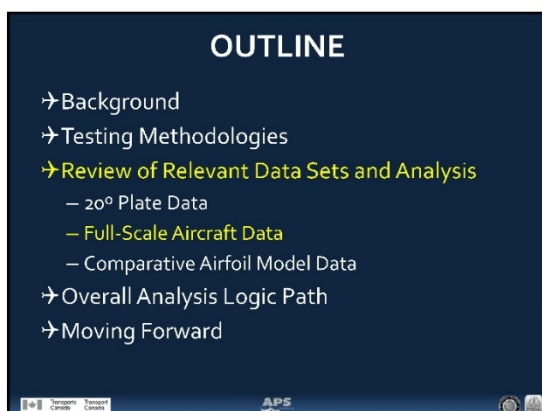 OUTLINE
✈Background
✈Testing Methodologies
✈Review of Relevant Data Sets and Analysis
– 20º Plate Data
– Full-Scale Aircraft Data
– Comparative Airfoil Model Data
✈Overall Analysis Logic Path
✈Moving Forward
Transports Transport
Canada Canada
APS